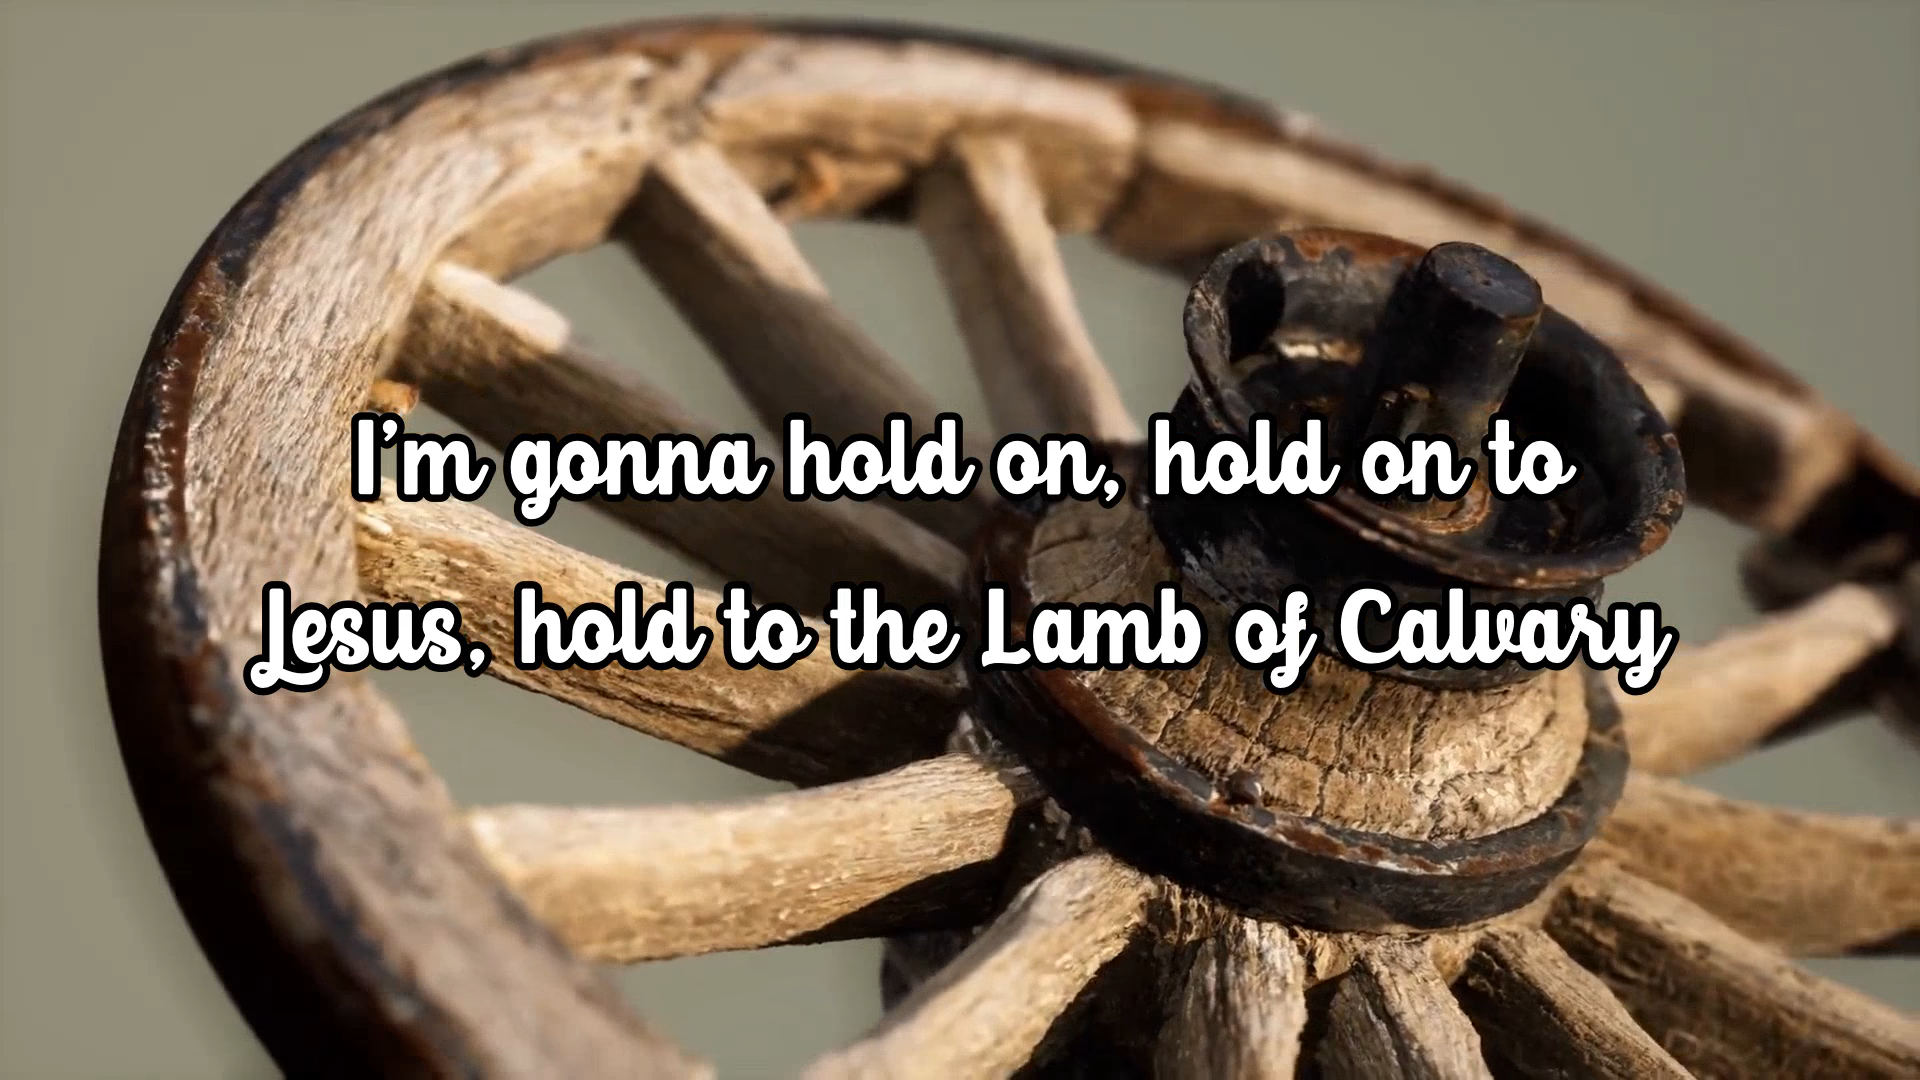 I'm gonna hold on, hold on to
Jesus, hold to the Lamb of Calvary